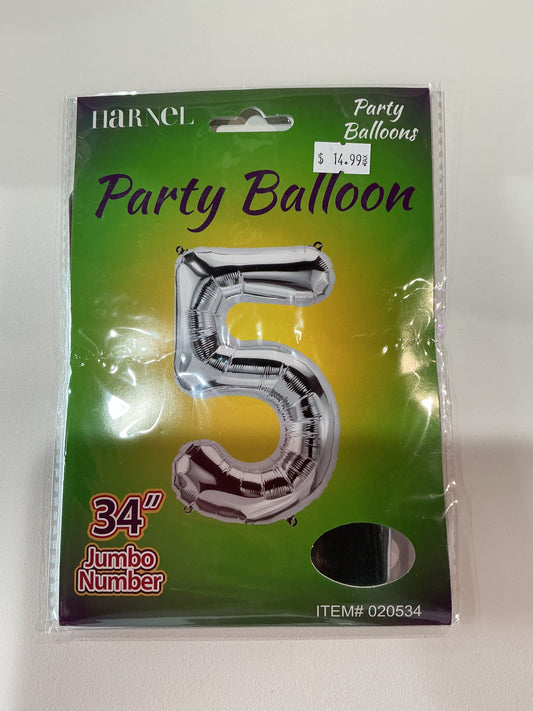 HARNEL
Party
Balloons
$ 14.99
Party Balloon
5
34”
Jumbo
Number
ITEM# 020534